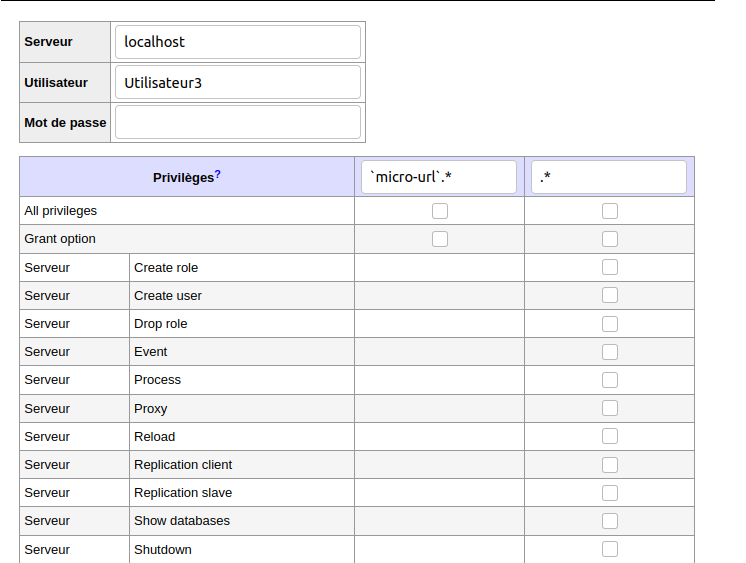 Serveur localhost
Utilisateur Utilisateur3
Mot de passe
Privilèges? `micro-url`.* .*
All privileges
Grant option
Serveur Create role
Serveur Create user
Serveur Drop role
Serveur Event
Serveur Process
Serveur Proxy
Serveur Reload
Serveur Replication client
Serveur Replication slave
Serveur Show databases
Serveur Shutdown